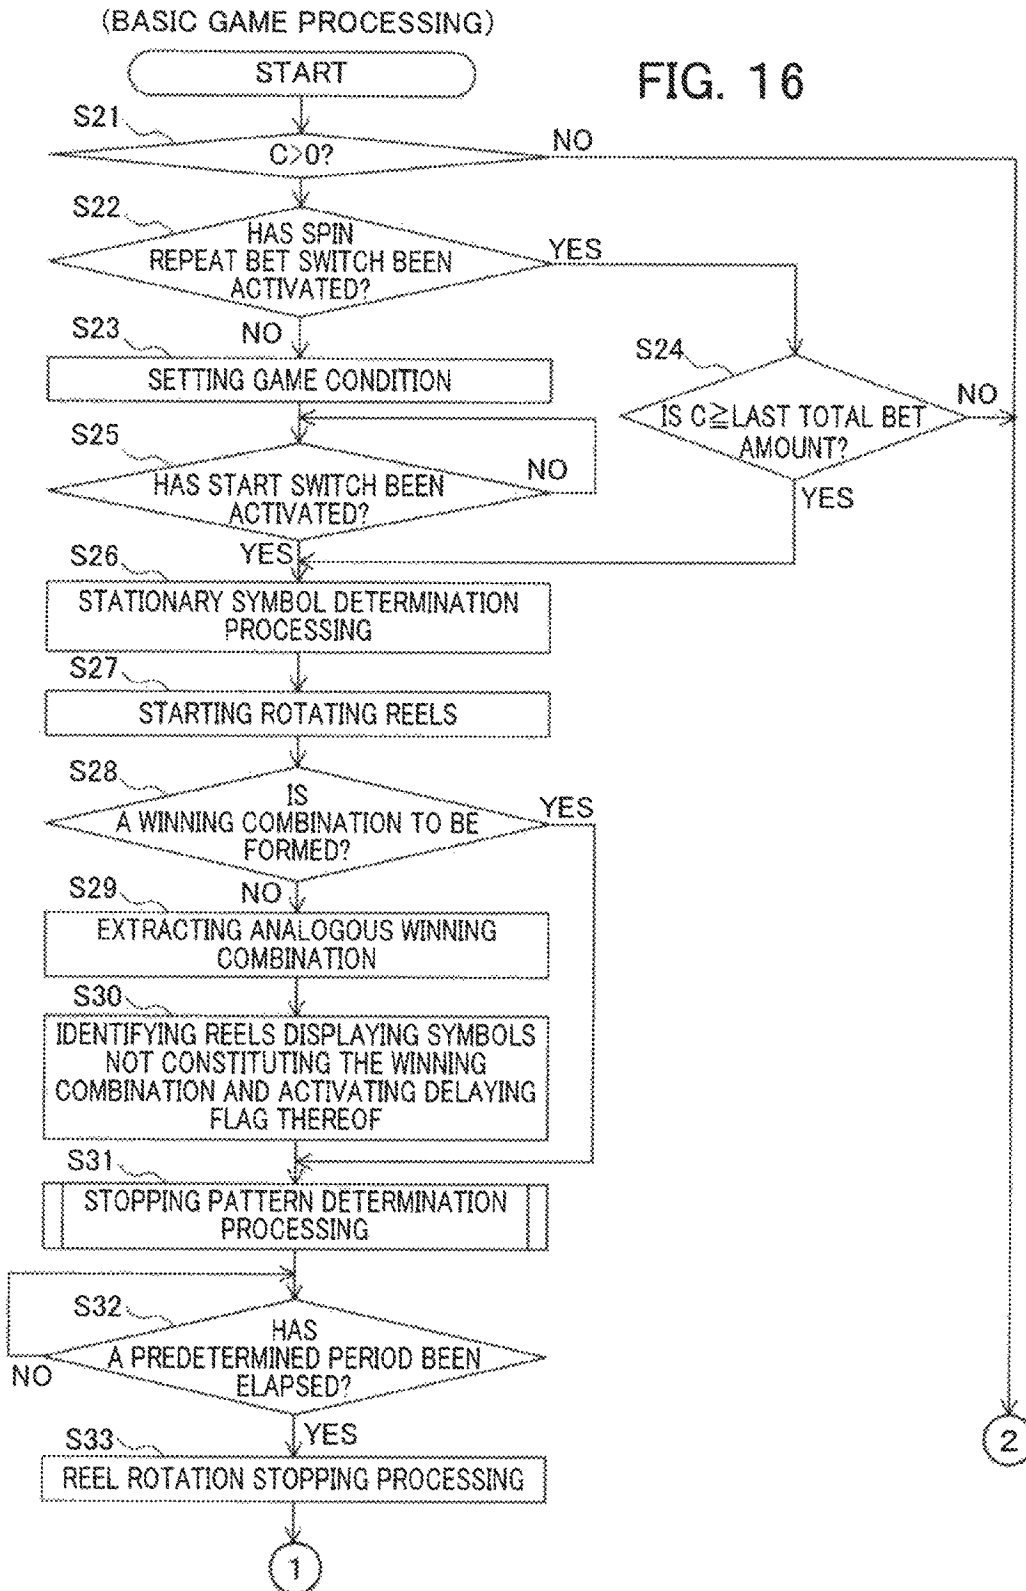 (BASIC GAME PROCESSING)
START
FIG. 16
S21
C>0?
NO
S22
HAS SPIN
REPEAT BET SWITCH BEEN
ACTIVATED?
YES
NO
S23
SETTING GAME CONDITION
S24
IS C≧LAST TOTAL BET
AMOUNT?
NO
YES
S25
HAS START SWITCH BEEN
ACTIVATED?
NO
YES
S26
STATIONARY SYMBOL DETERMINATION
PROCESSING
S27
STARTING ROTATING REELS
S28
IS
A WINNING COMBINATION TO BE
FORMED?
YES
NO
S29
EXTRACTING ANALOGOUS WINNING
COMBINATION
S30
IDENTIFYING REELS DISPLAYING SYMBOLS
NOT CONSTITUTING THE WINNING
COMBINATION AND ACTIVATING DELAYING
FLAG THEREOF
S31
STOPPING PATTERN DETERMINATION
PROCESSING
S32
HAS
A PREDETERMINED PERIOD BEEN
ELAPSED?
NO
YES
S33
REEL ROTATION STOPPING PROCESSING
2
1